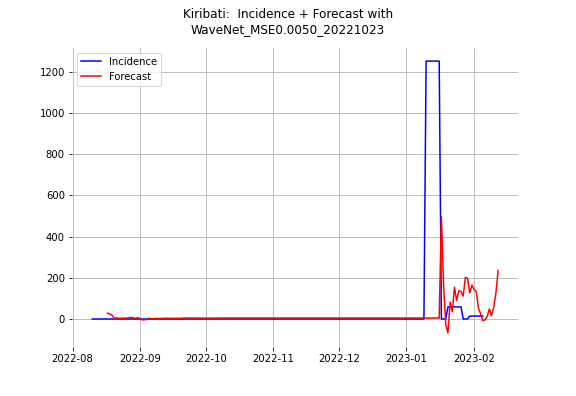 Kiribati:  Incidence + Forecast with
WaveNet_MSE0.0050_20221023
Incidence
Forecast
1200
1000
800
600
400
200
0
2022-08 2022-09 2022-10 2022-11 2022-12 2023-01 2023-02